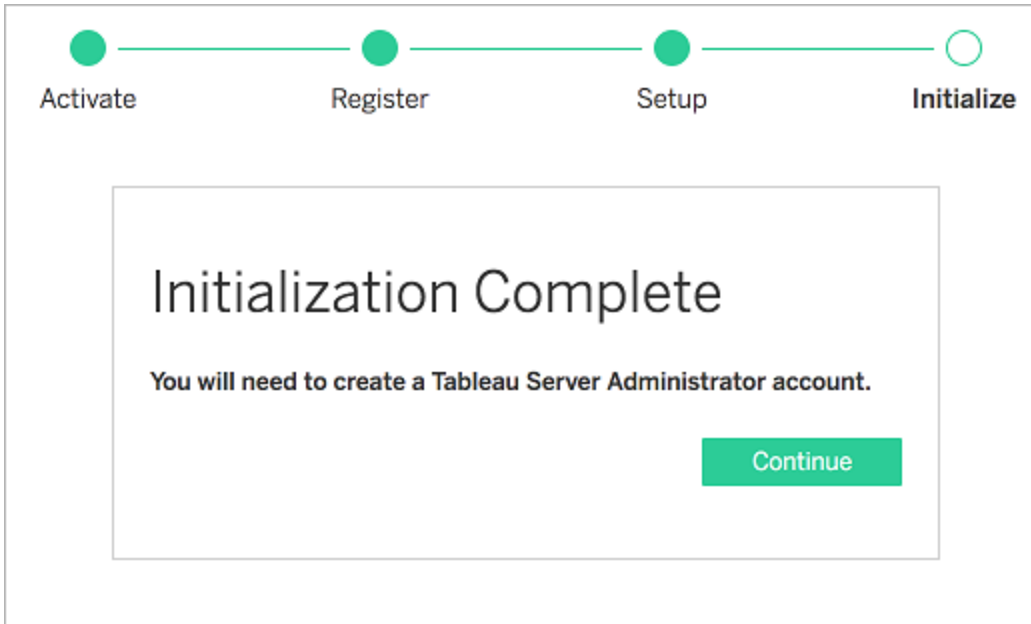 Activate Register Setup Initialize
Initialization Complete
You will need to create a Tableau Server Administrator account.
Continue